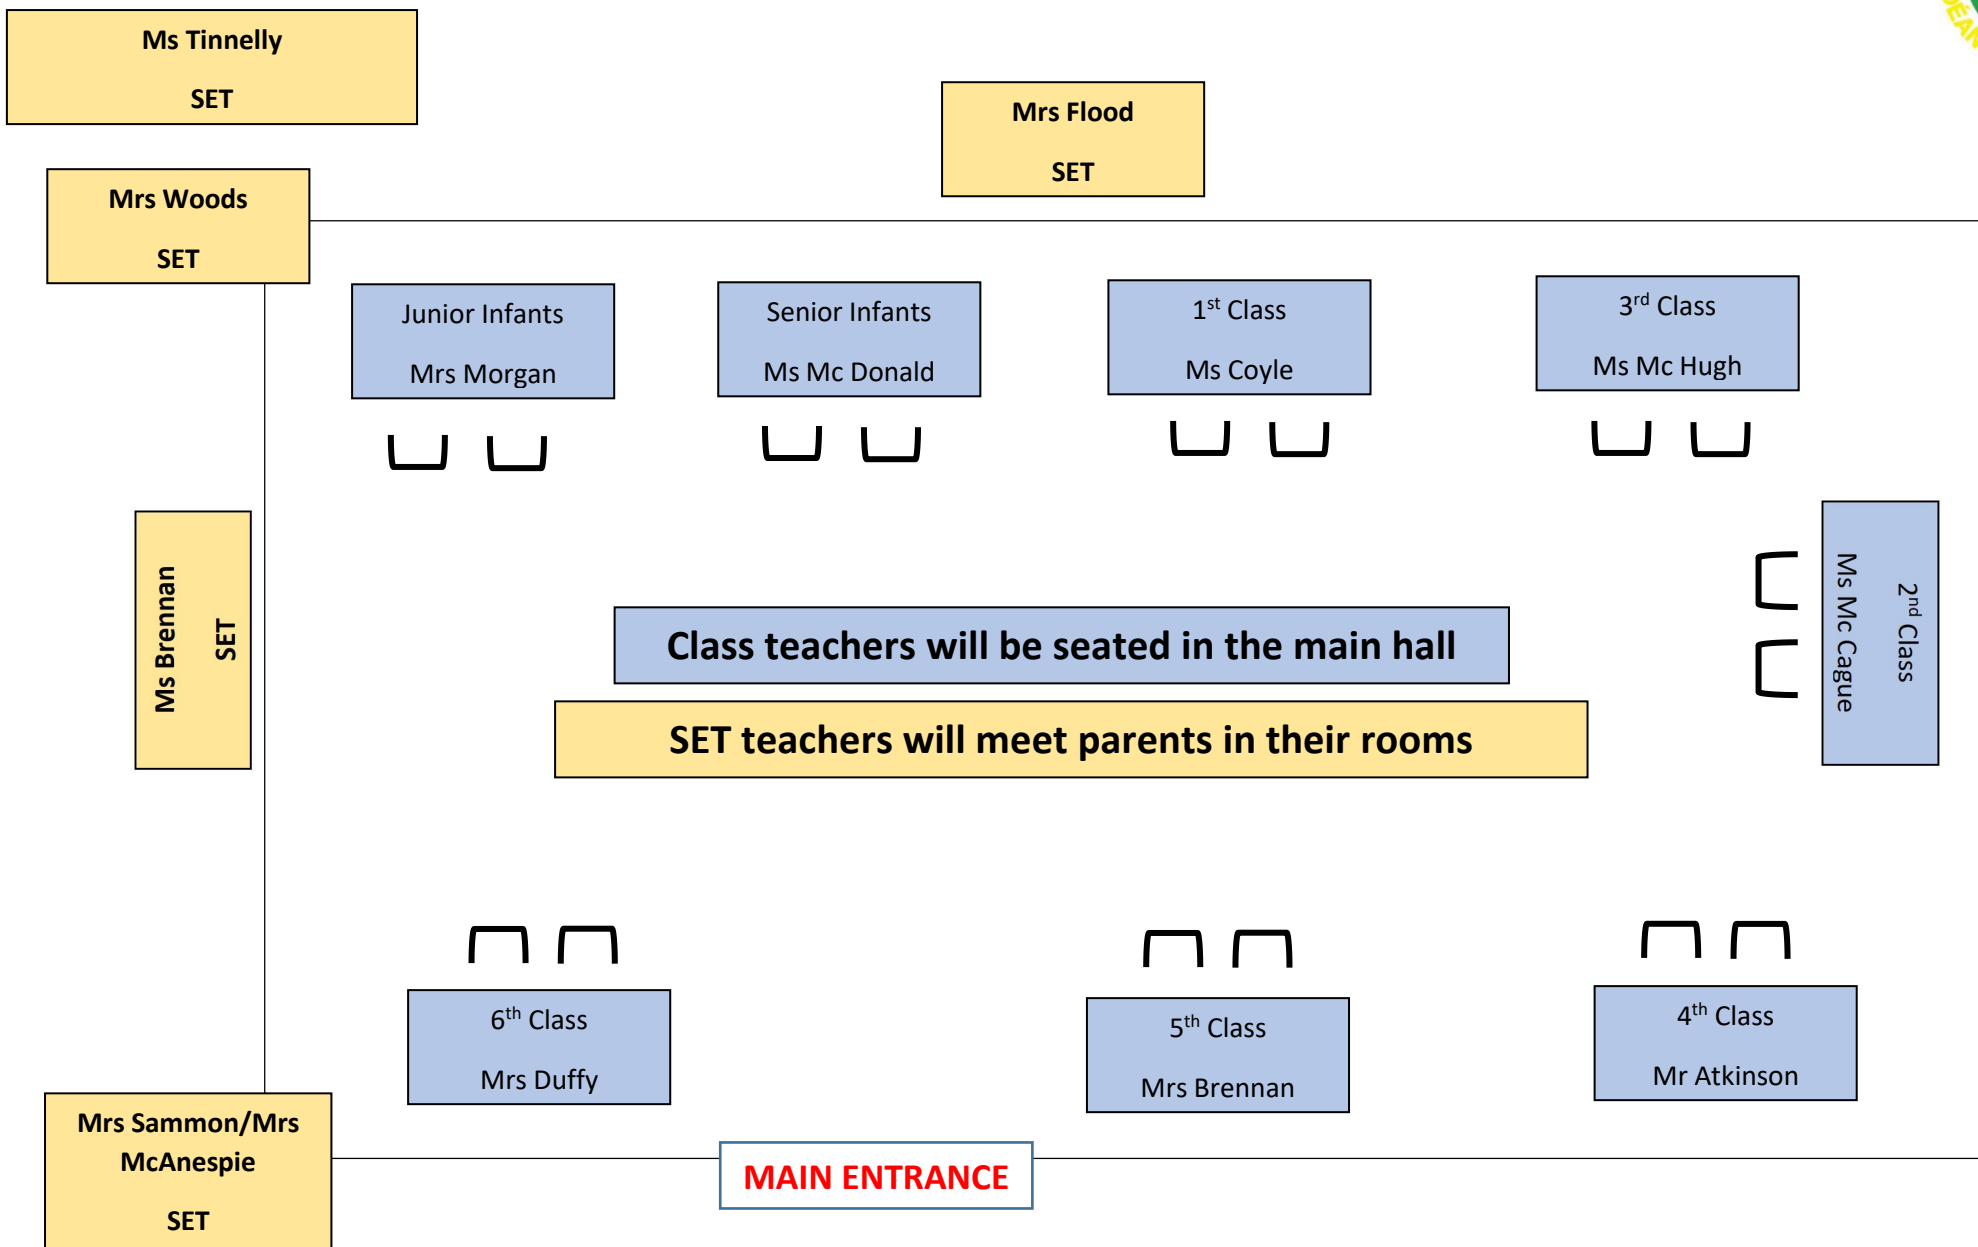 DÉAN
Ms Tinnelly
SET
Mrs Flood
SET
Mrs Woods
SET
Junior Infants
Mrs Morgan
Senior Infants
Ms Mc Donald
1st Class
Ms Coyle
3rd Class
Ms Mc Hugh
Ms Brennan
SET
2nd Class
Ms Mc Cague
Class teachers will be seated in the main hall
SET teachers will meet parents in their rooms
6th Class
Mrs Duffy
5th Class
Mrs Brennan
4th Class
Mr Atkinson
Mrs Sammon/Mrs
McAnespie
SET
MAIN ENTRANCE